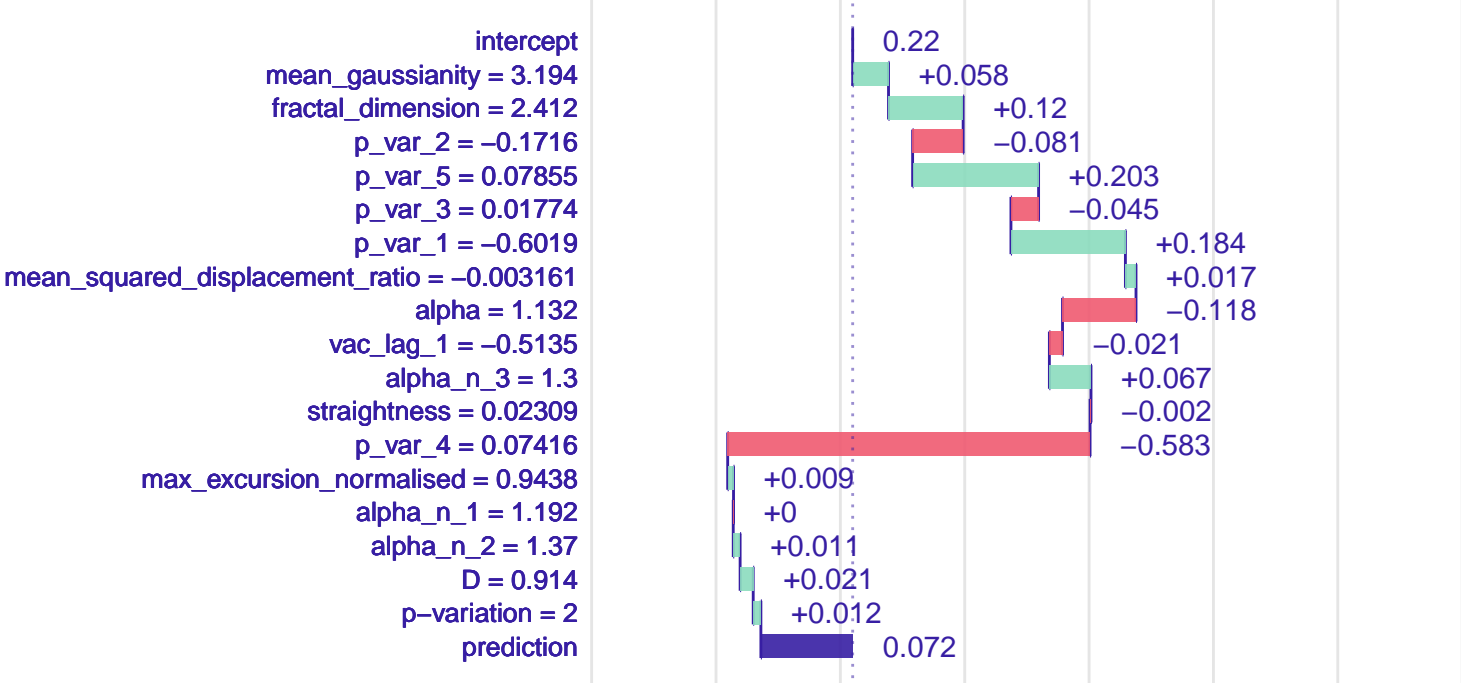 intercept 0.22
mean_gaussianity = 3.194 +0.058
fractal_dimension = 2.412 +0.12
p_var_2 = −0.1716 −0.081
p_var_5 = 0.07855 +0.203
p_var_3 = 0.01774 −0.045
p_var_1 = −0.6019 +0.184
mean_squared_displacement_ratio = −0.003161 +0.017
alpha = 1.132 −0.118
vac_lag_1 = −0.5135 −0.021
alpha_n_3 = 1.3 +0.067
straightness = 0.02309 −0.002
p_var_4 = 0.07416 −0.583
max_excursion_normalised = 0.9438 +0.009
alpha_n_1 = 1.192 +0
alpha_n_2 = 1.37 +0.011
D = 0.914 +0.021
p−variation = 2 +0.012
prediction 0.072